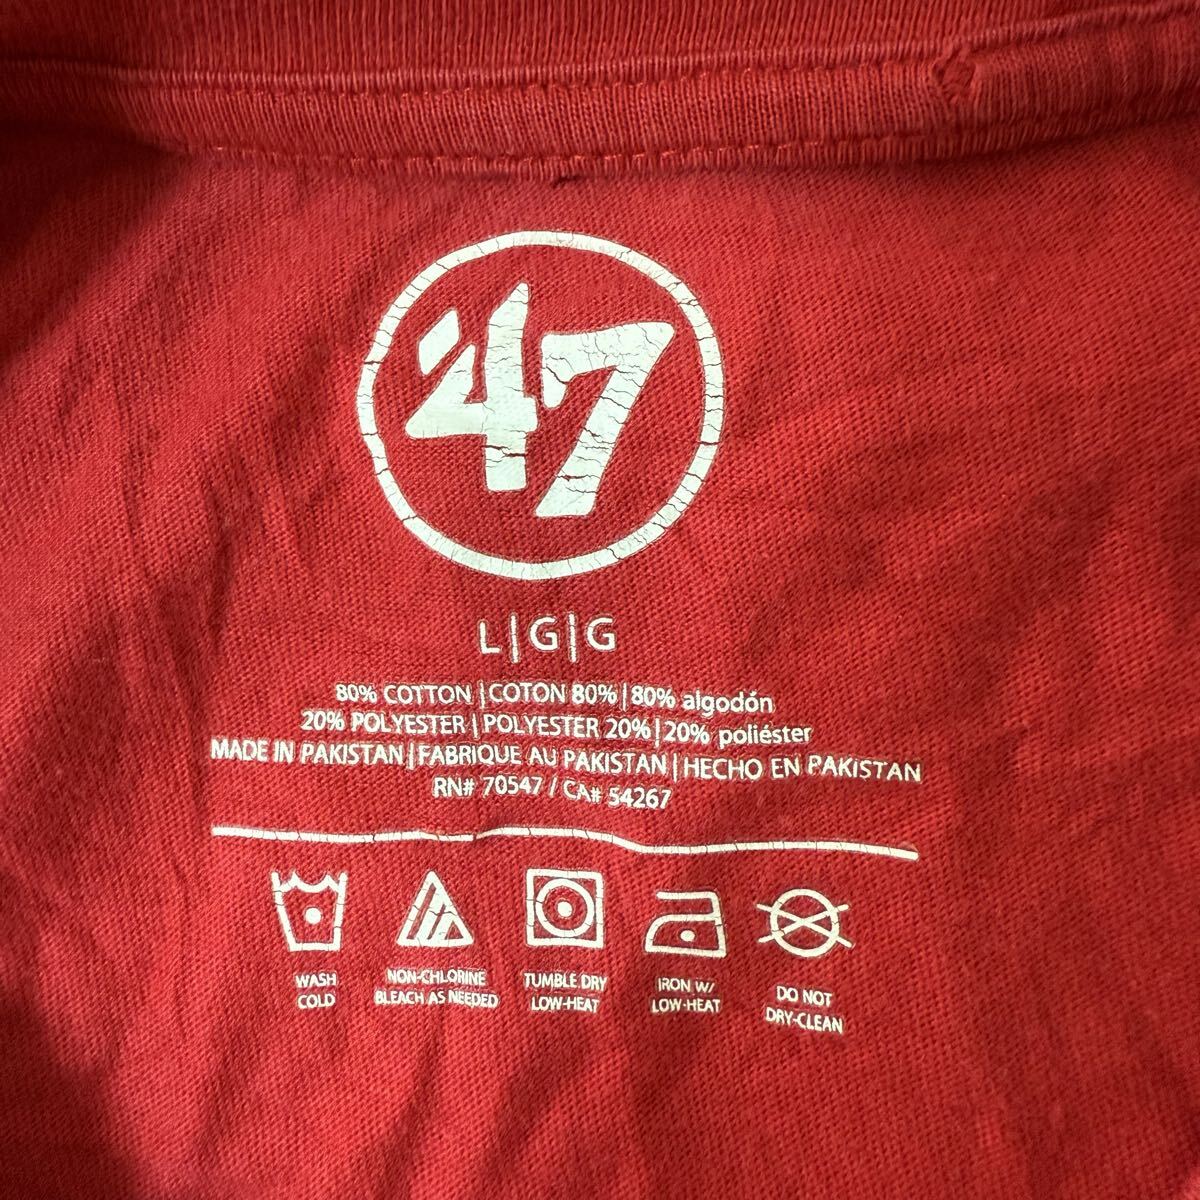 47
L|G|G
80% COTTON | COTON 80% | 80% algodón
20% POLYESTER | POLYESTER 20% | 20% poliéster
MADE IN PAKISTAN | FABRIQUE AU PAKISTAN | HECHO EN PAKISTAN
RN# 70547 / CA# 54267
WASH
COLD
NON-CHLORINE
BLEACH AS NEEDED
TUMBLE DRY
LOW-HEAT
IRON W/
LOW-HEAT
DO NOT
DRY-CLEAN